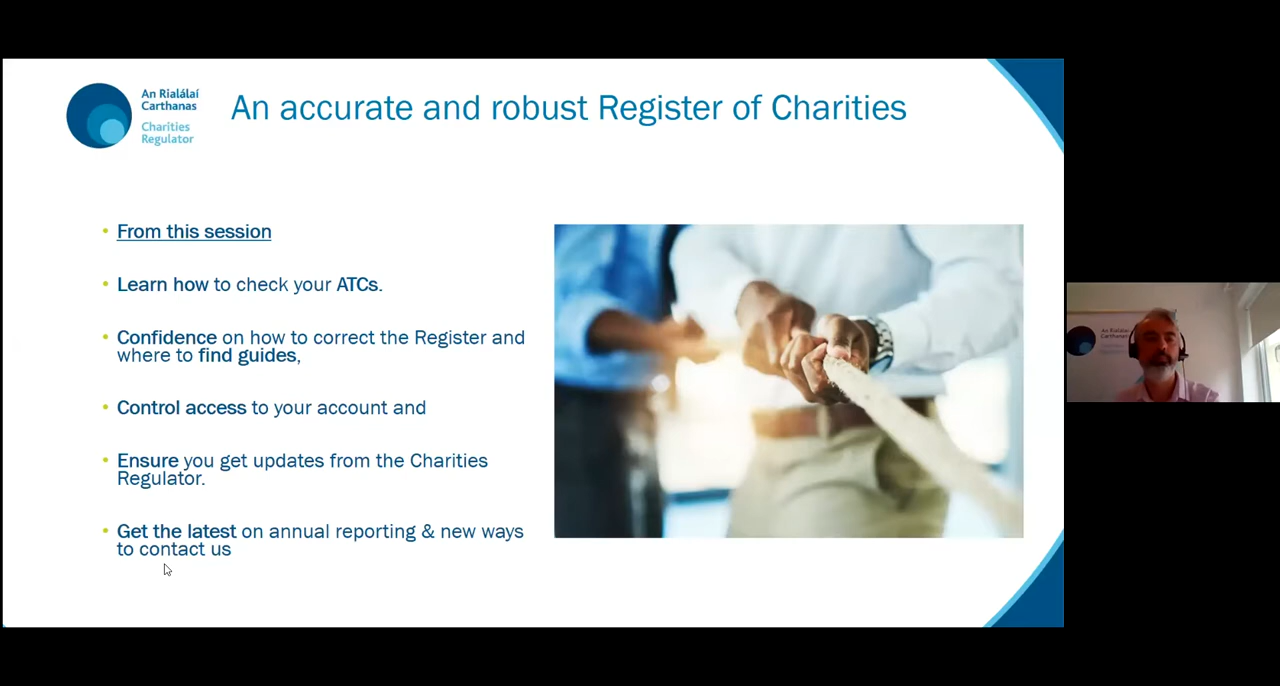 An Rialálaí
Carthanas
Charities
Regulator
An accurate and robust Register of Charities
• From this session
• Learn how to check your ATCs.
• Confidence on how to correct the Register and
where to find guides,
• Control access to your account and
• Ensure you get updates from the Charities
Regulator.
• Get the latest on annual reporting & new ways
to contact us
An Rialálaí
Carthanas